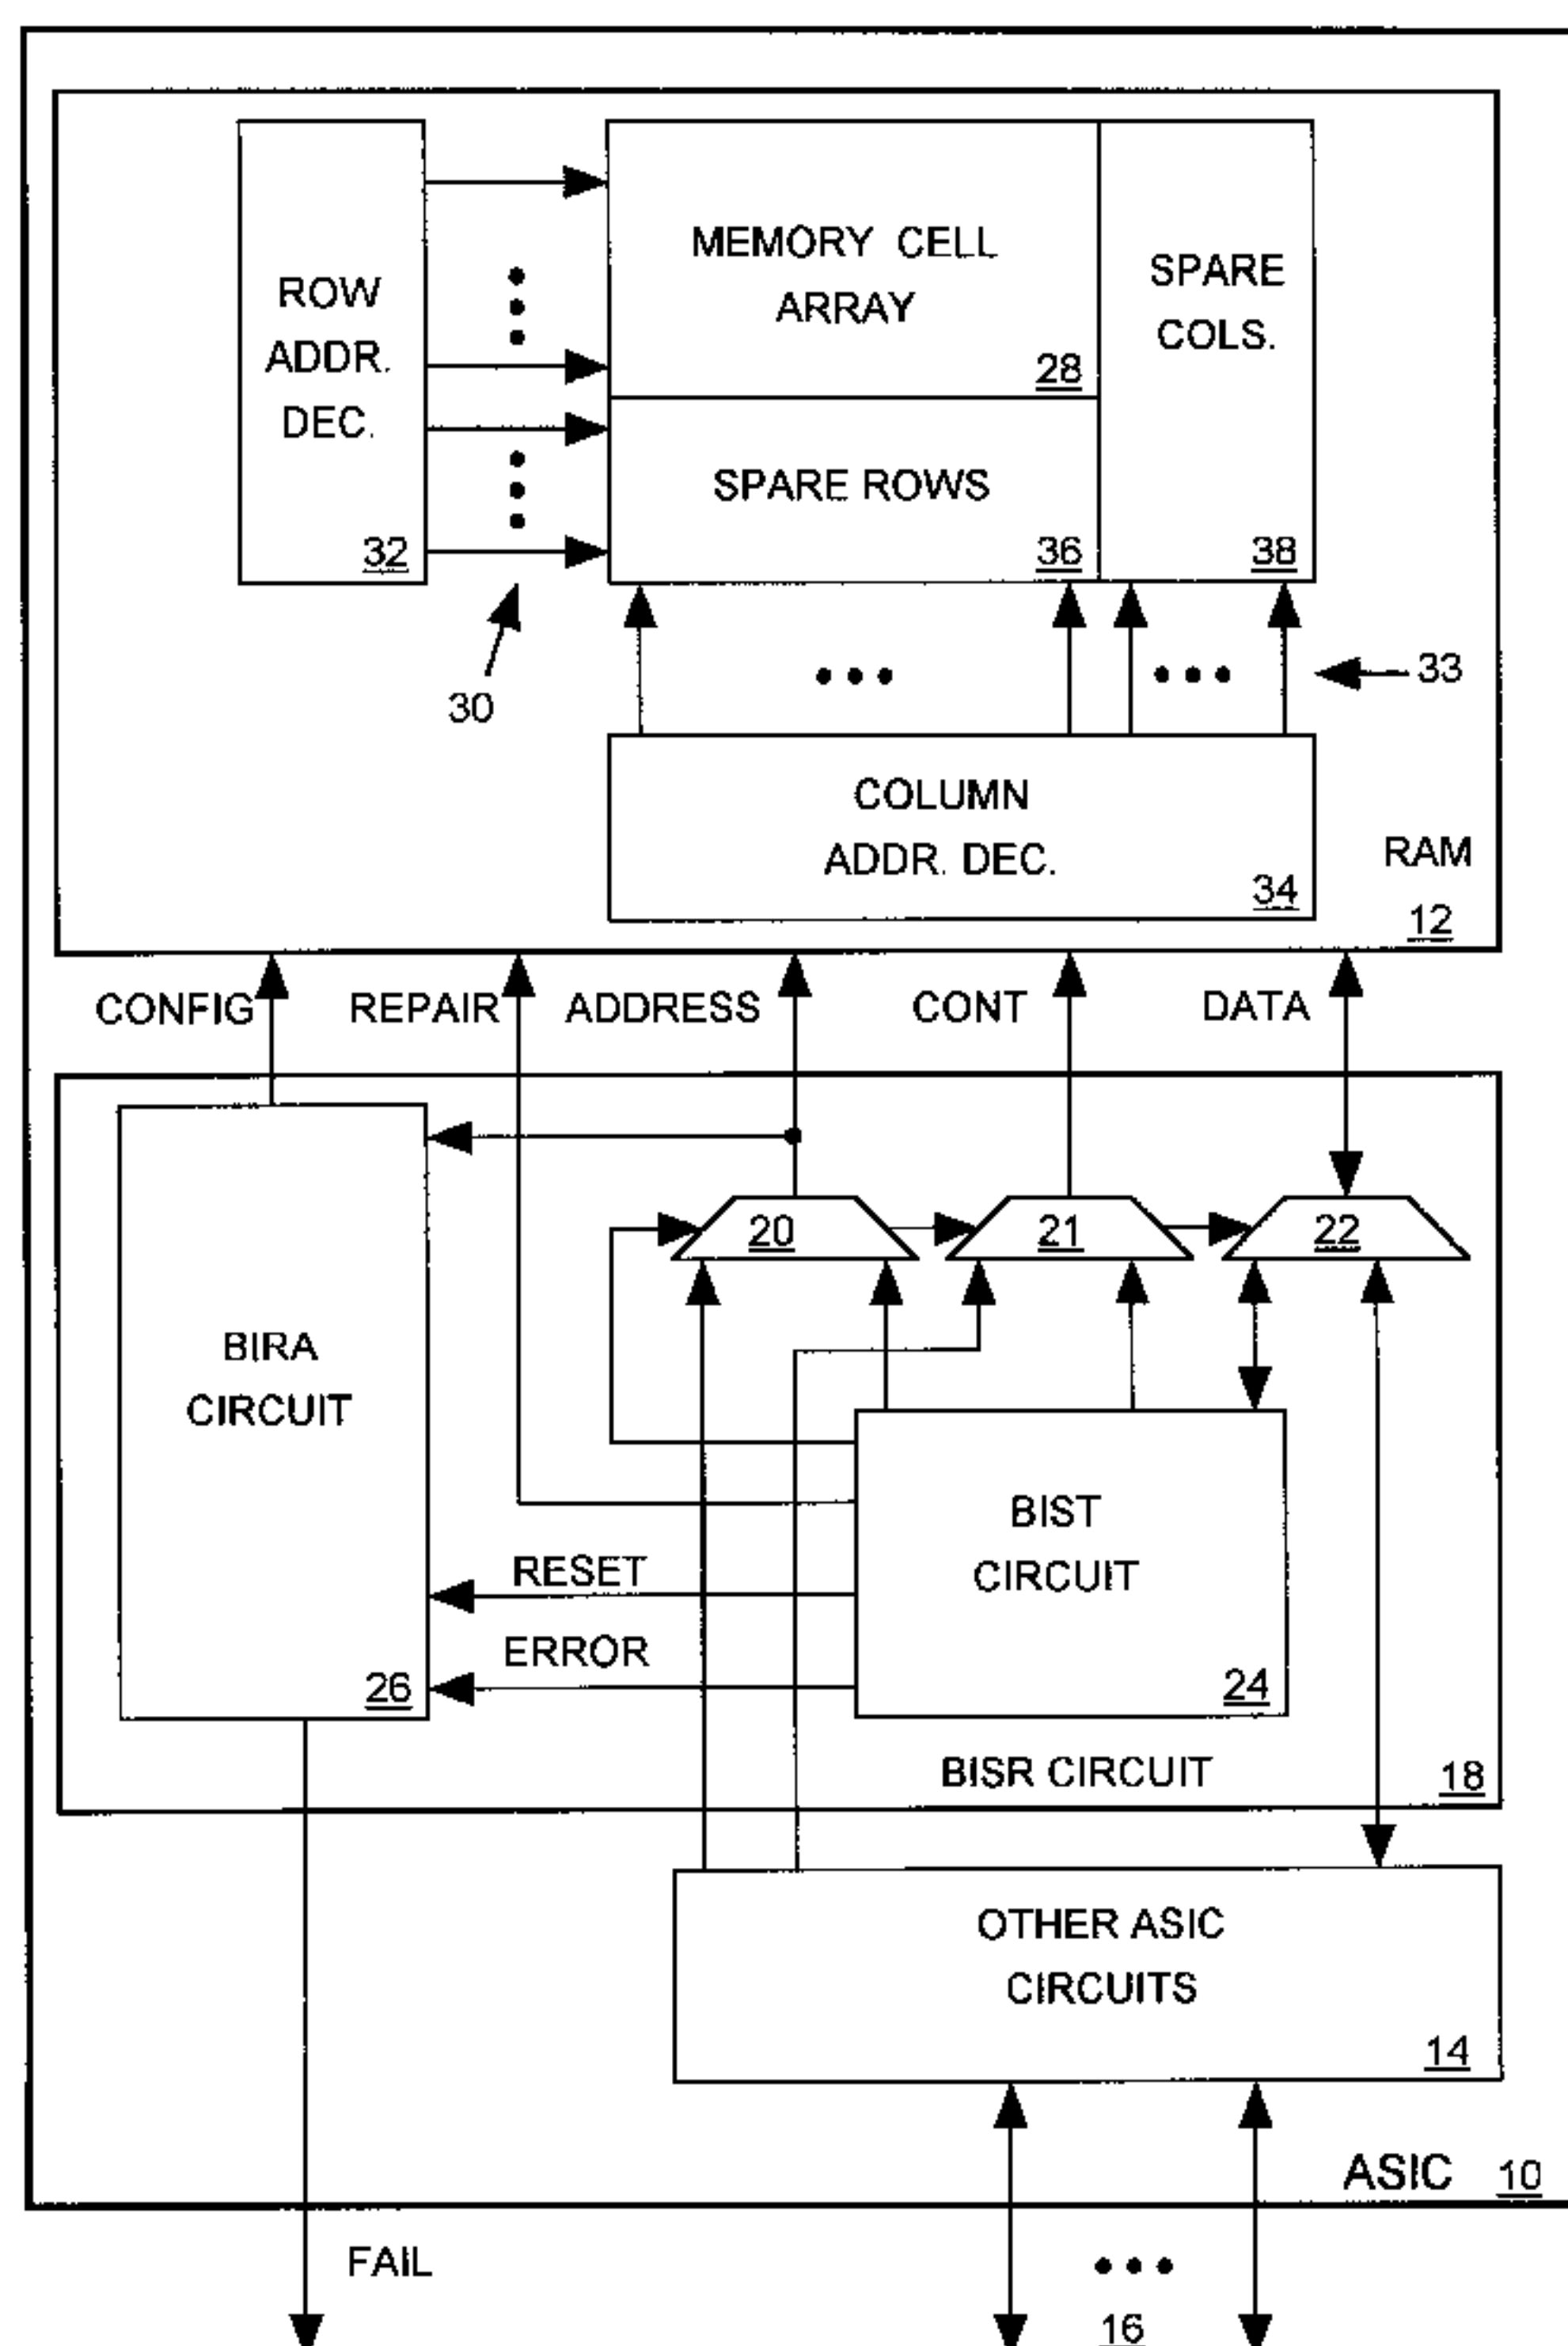 ROW
ADDR.
DEC.
32
MEMORY CELL
ARRAY
28
SPARE
COLS.
38
SPARE ROWS
36
30
33
COLUMN
ADDR. DEC.
34
RAM
12
CONFIG
REPAIR
ADDRESS
CONT
DATA
20
21
22
BIRA
CIRCUIT
26
BIST
CIRCUIT
24
RESET
ERROR
BISR CIRCUIT
18
OTHER ASIC
CIRCUITS
14
ASIC 10
FAIL
16